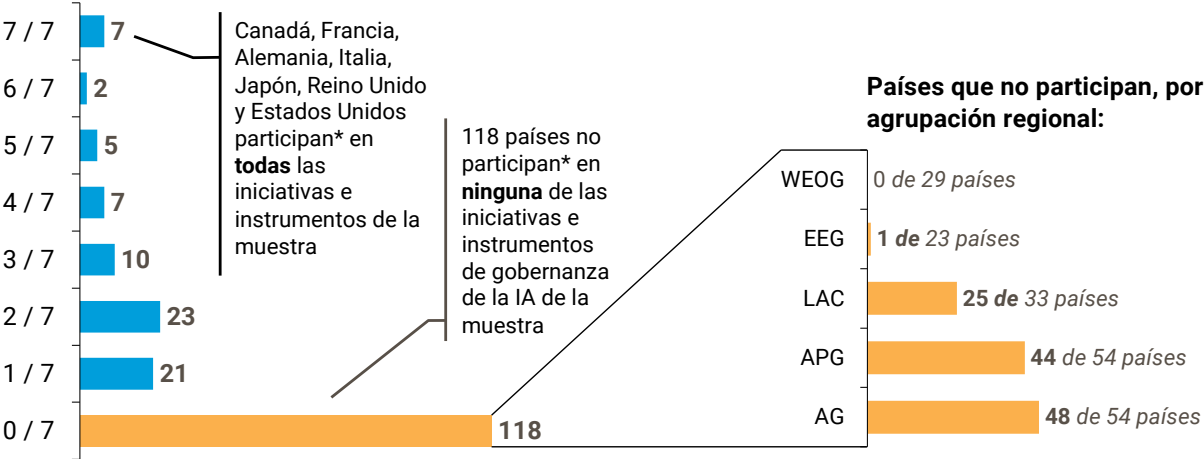 7 / 7
7
6 / 7
2
5 / 7
5
4 / 7
7
3 / 7
10
2 / 7
23
1 / 7
21
0 / 7
118
Canadá, Francia,
Alemania, Italia,
Japón, Reino Unido
y Estados Unidos
participan* en
todas las
iniciativas e
instrumentos de la
muestra
118 países no
participan* en
ninguna de las
iniciativas e
instrumentos
de gobernanza
de la IA de la
muestra
Países que no participan, por
agrupación regional:
WEOG
0 de 29 países
EEG
1 de 23 países
LAC
25 de 33 países
APG
44 de 54 países
AG
48 de 54 países